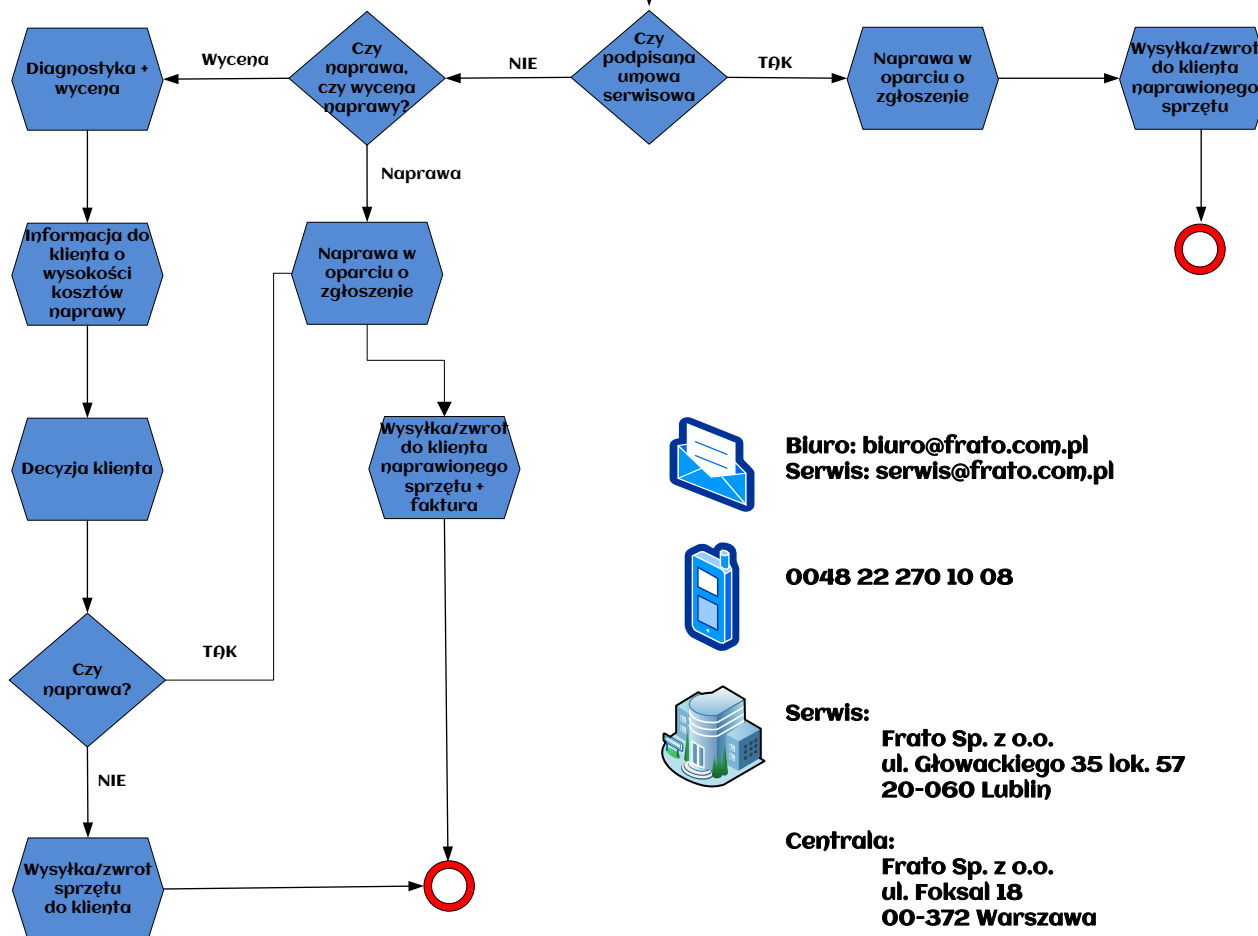 Diagnostyka +
wycena
Wycena
Czy
naprawa,
czy wycena
naprawy?
NIE
Czy
podpisana
umowa
serwisowa
TAK
Naprawa w
oparciu o
zgłoszenie
Wysyłka/zwrot
do klienta
naprawionego
sprzętu
Naprawa
Informacja do
klienta o
wysokości
kosztów
naprawy
Naprawa w
oparciu o
zgłoszenie
Decyzja klienta
Wysyłka/zwrot
do klienta
naprawionego
sprzętu +
faktura
Czy
naprawa?
TAK
NIE
Wysyłka/zwrot
sprzętu
do klienta
Biuro: biuro@frato.com.pl
Serwis: serwis@frato.com.pl
0048 22 270 10 08
Serwis:
Frato Sp. z o.o.
ul. Głowackiego 35 lok. 57
20-060 Lublin
Centrala:
Frato Sp. z o.o.
ul. Foksal 18
00-372 Warszawa